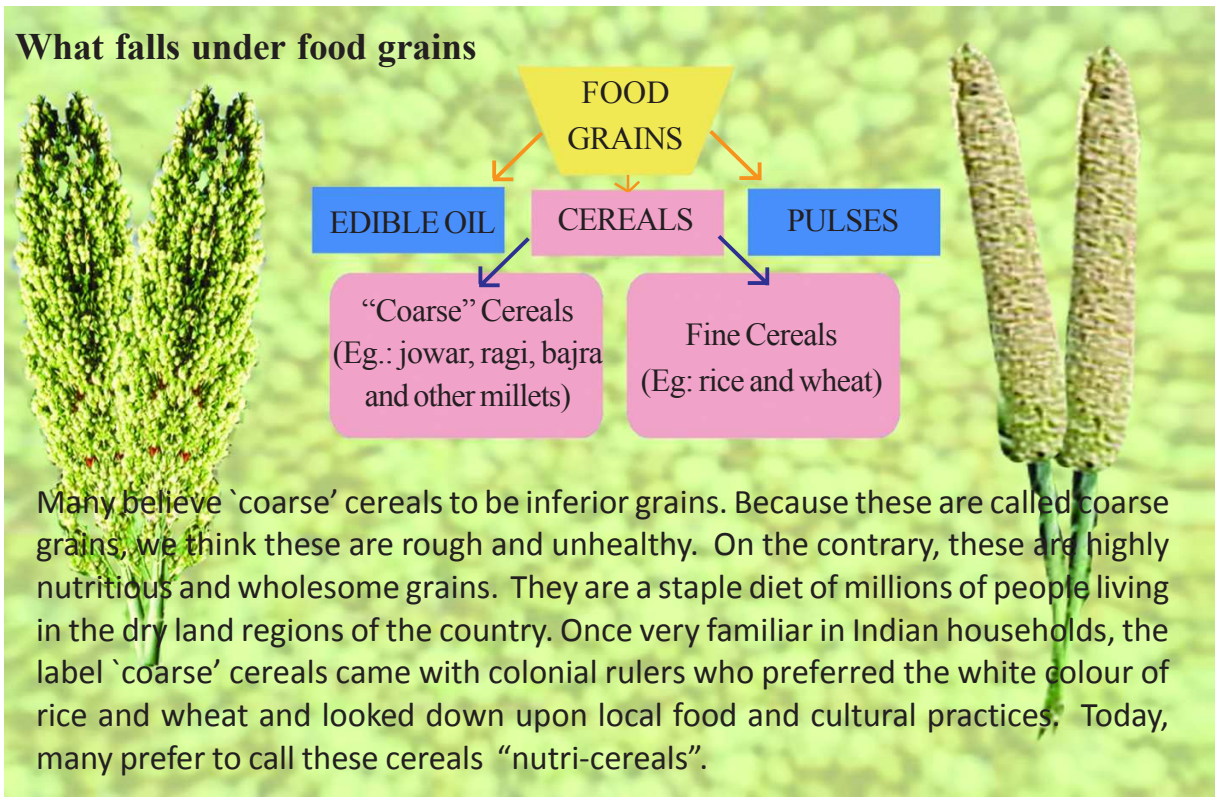 What falls under food grains
FOOD
GRAINS
EDIBLE OIL
CEREALS
PULSES
“Coarse” Cereals
(Eg.: jowar, ragi, bajra
and other millets)
Fine Cereals
(Eg: rice and wheat)
Many believe `coarse’ cereals to be inferior grains. Because these are called coarse
grains, we think these are rough and unhealthy. On the contrary, these are highly
nutritious and wholesome grains. They are a staple diet of millions of people living
in the dry land regions of the country. Once very familiar in Indian households, the
label `coarse’ cereals came with colonial rulers who preferred the white colour of
rice and wheat and looked down upon local food and cultural practices. Today,
many prefer to call these cereals “nutri-cereals”.